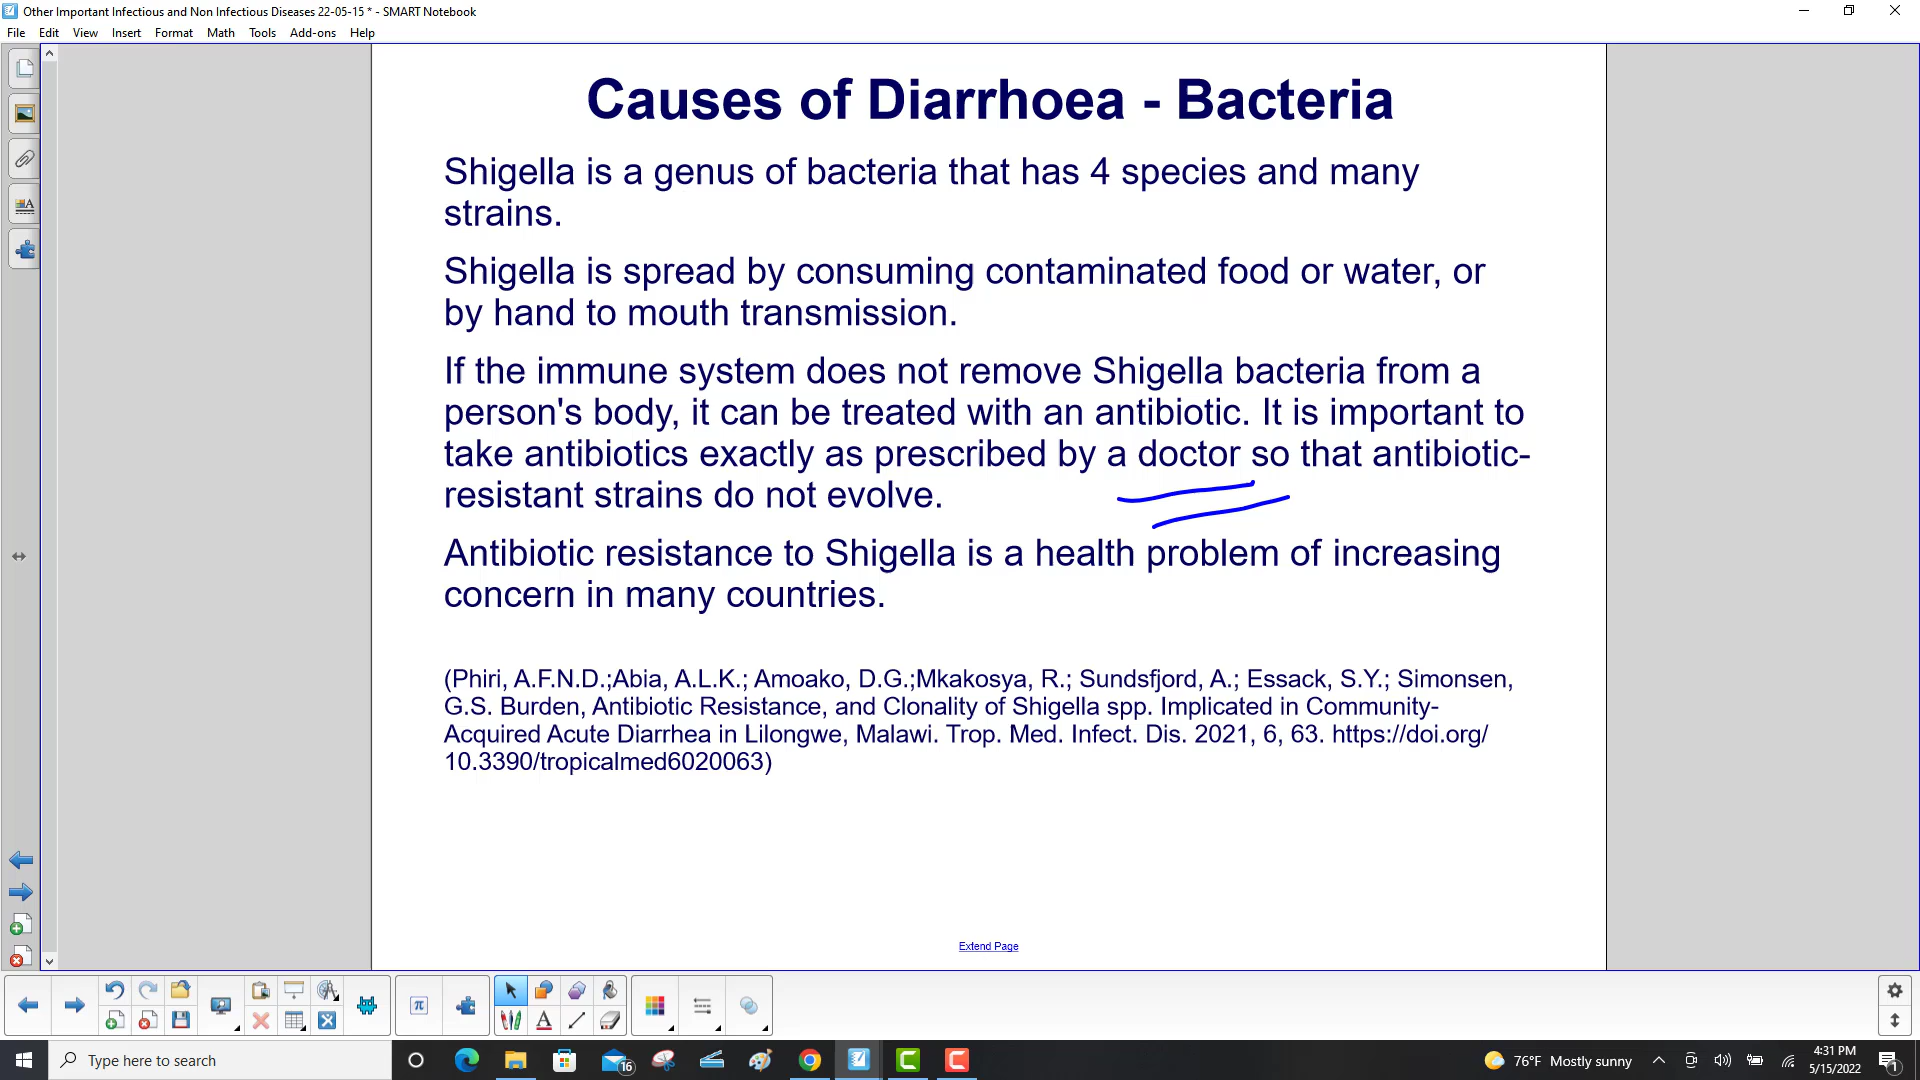 Other Important Infectious and Non Infectious Diseases 22-05-15 * - SMART Notebook
File Edit View Insert Format Math Tools Add-ons Help
Causes of Diarrhoea - Bacteria
Shigella is a genus of bacteria that has 4 species and many
strains.
Shigella is spread by consuming contaminated food or water, or
by hand to mouth transmission.
If the immune system does not remove Shigella bacteria from a
person's body, it can be treated with an antibiotic. It is important to
take antibiotics exactly as prescribed by a doctor so that antibiotic-
resistant strains do not evolve.
Antibiotic resistance to Shigella is a health problem of increasing
concern in many countries.
(Phiri, A.F.N.D.;Abia, A.L.K.; Amoako, D.G.;Mkakosya, R.; Sundsfjord, A.; Essack, S.Y.; Simonsen,
G.S. Burden, Antibiotic Resistance, and Clonality of Shigella spp. Implicated in Community-
Acquired Acute Diarrhea in Lilongwe, Malawi. Trop. Med. Infect. Dis. 2021, 6, 63. https://doi.org/
10.3390/tropicalmed6020063)
Extend Page
Type here to search
16
76°F Mostly sunny
4:31 PM
5/15/2022
1